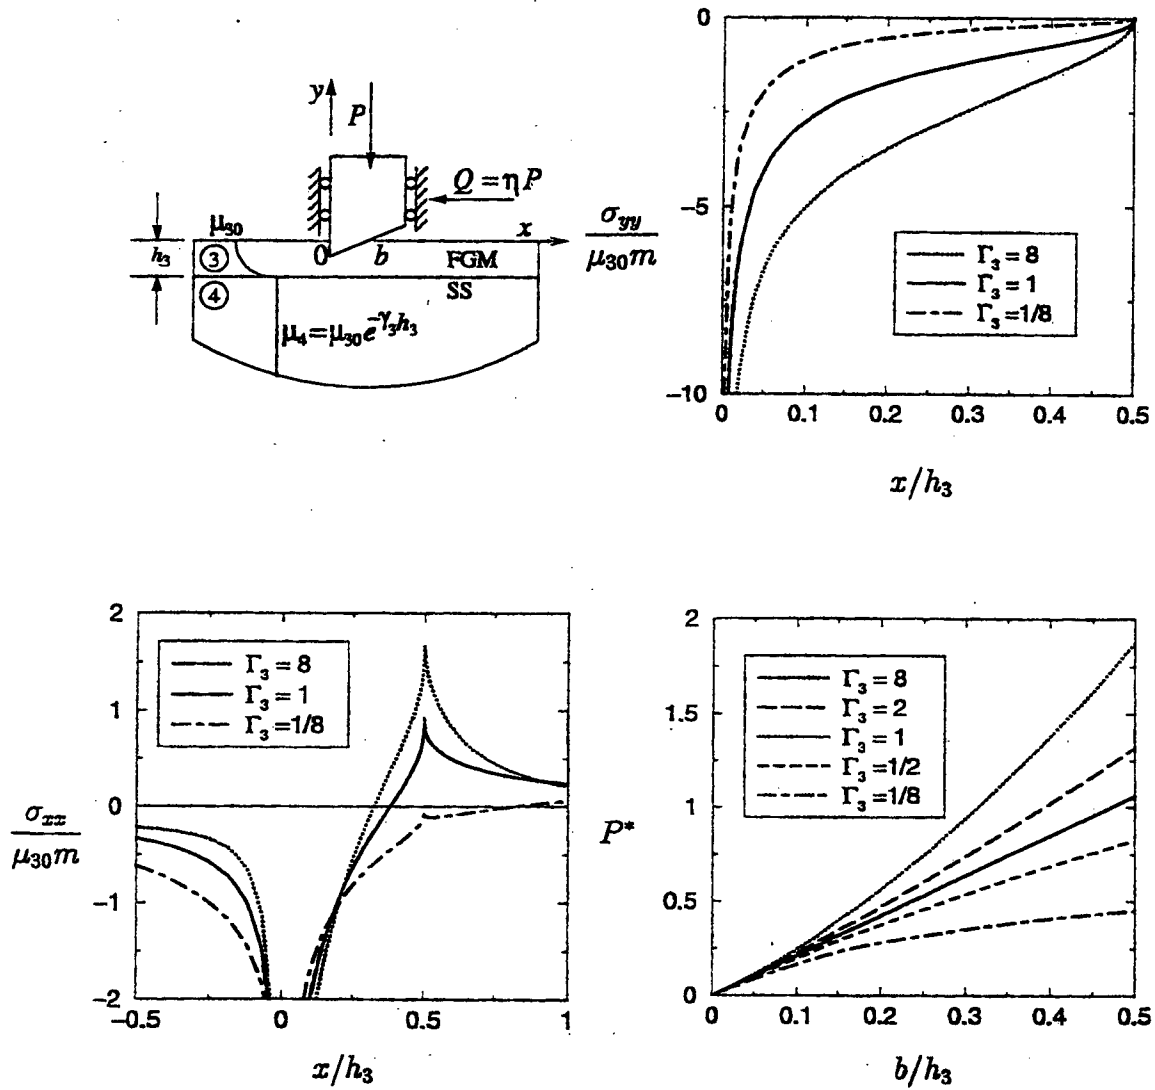 y
P
Q = ηP
μ₃₀
x
h₃
③
0
b
FGM
④
SS
μ₄=μ₃₀e^{-γ₃h₃}
σ_yy
μ₃₀m
0
−5
−10
Γ₃ = 8
Γ₃ = 1
Γ₃ =1/8
0 0.1 0.2 0.3 0.4 0.5
x/h₃
σ_xx
μ₃₀m
2
1
0
−1
−2
Γ₃ = 8
Γ₃ = 1
Γ₃ =1/8
−0.5 0 0.5 1
x/h₃
P*
2
1.5
1
0.5
0
Γ₃ = 8
Γ₃ = 2
Γ₃ = 1
Γ₃ =1/2
Γ₃ =1/8
0 0.1 0.2 0.3 0.4 0.5
b/h₃